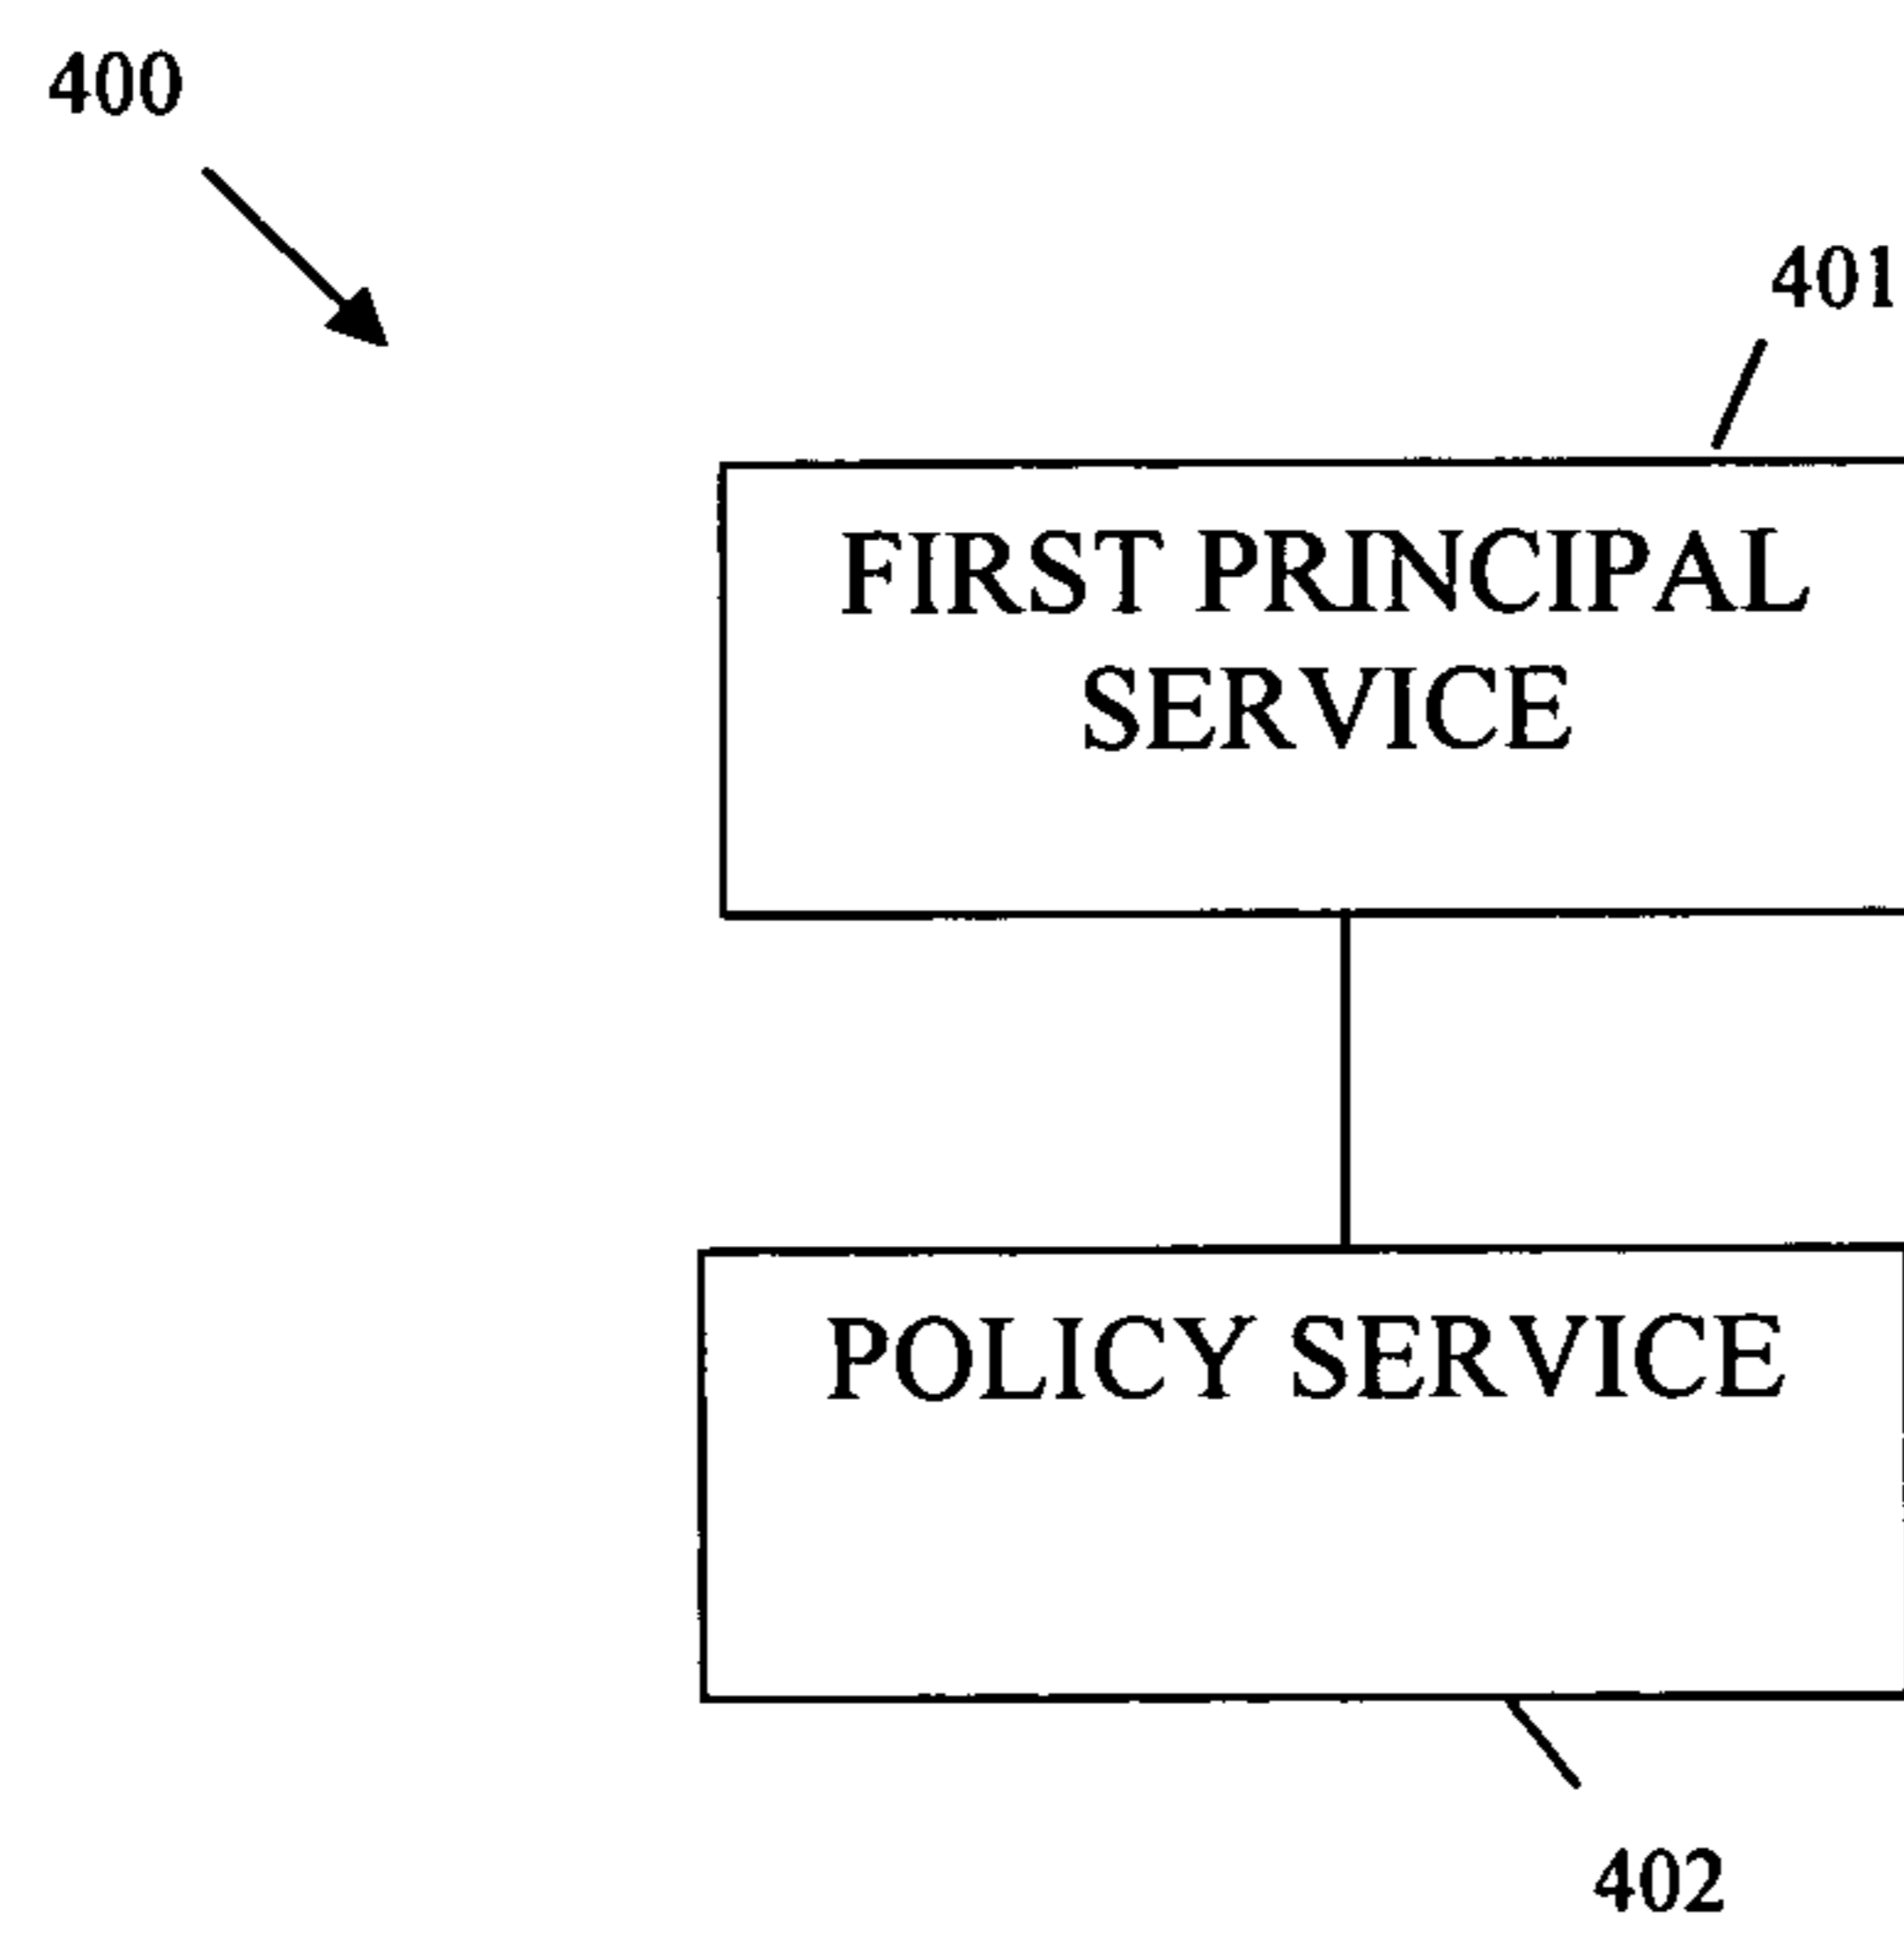 400
401
FIRST PRINCIPAL
SERVICE
POLICY SERVICE
402